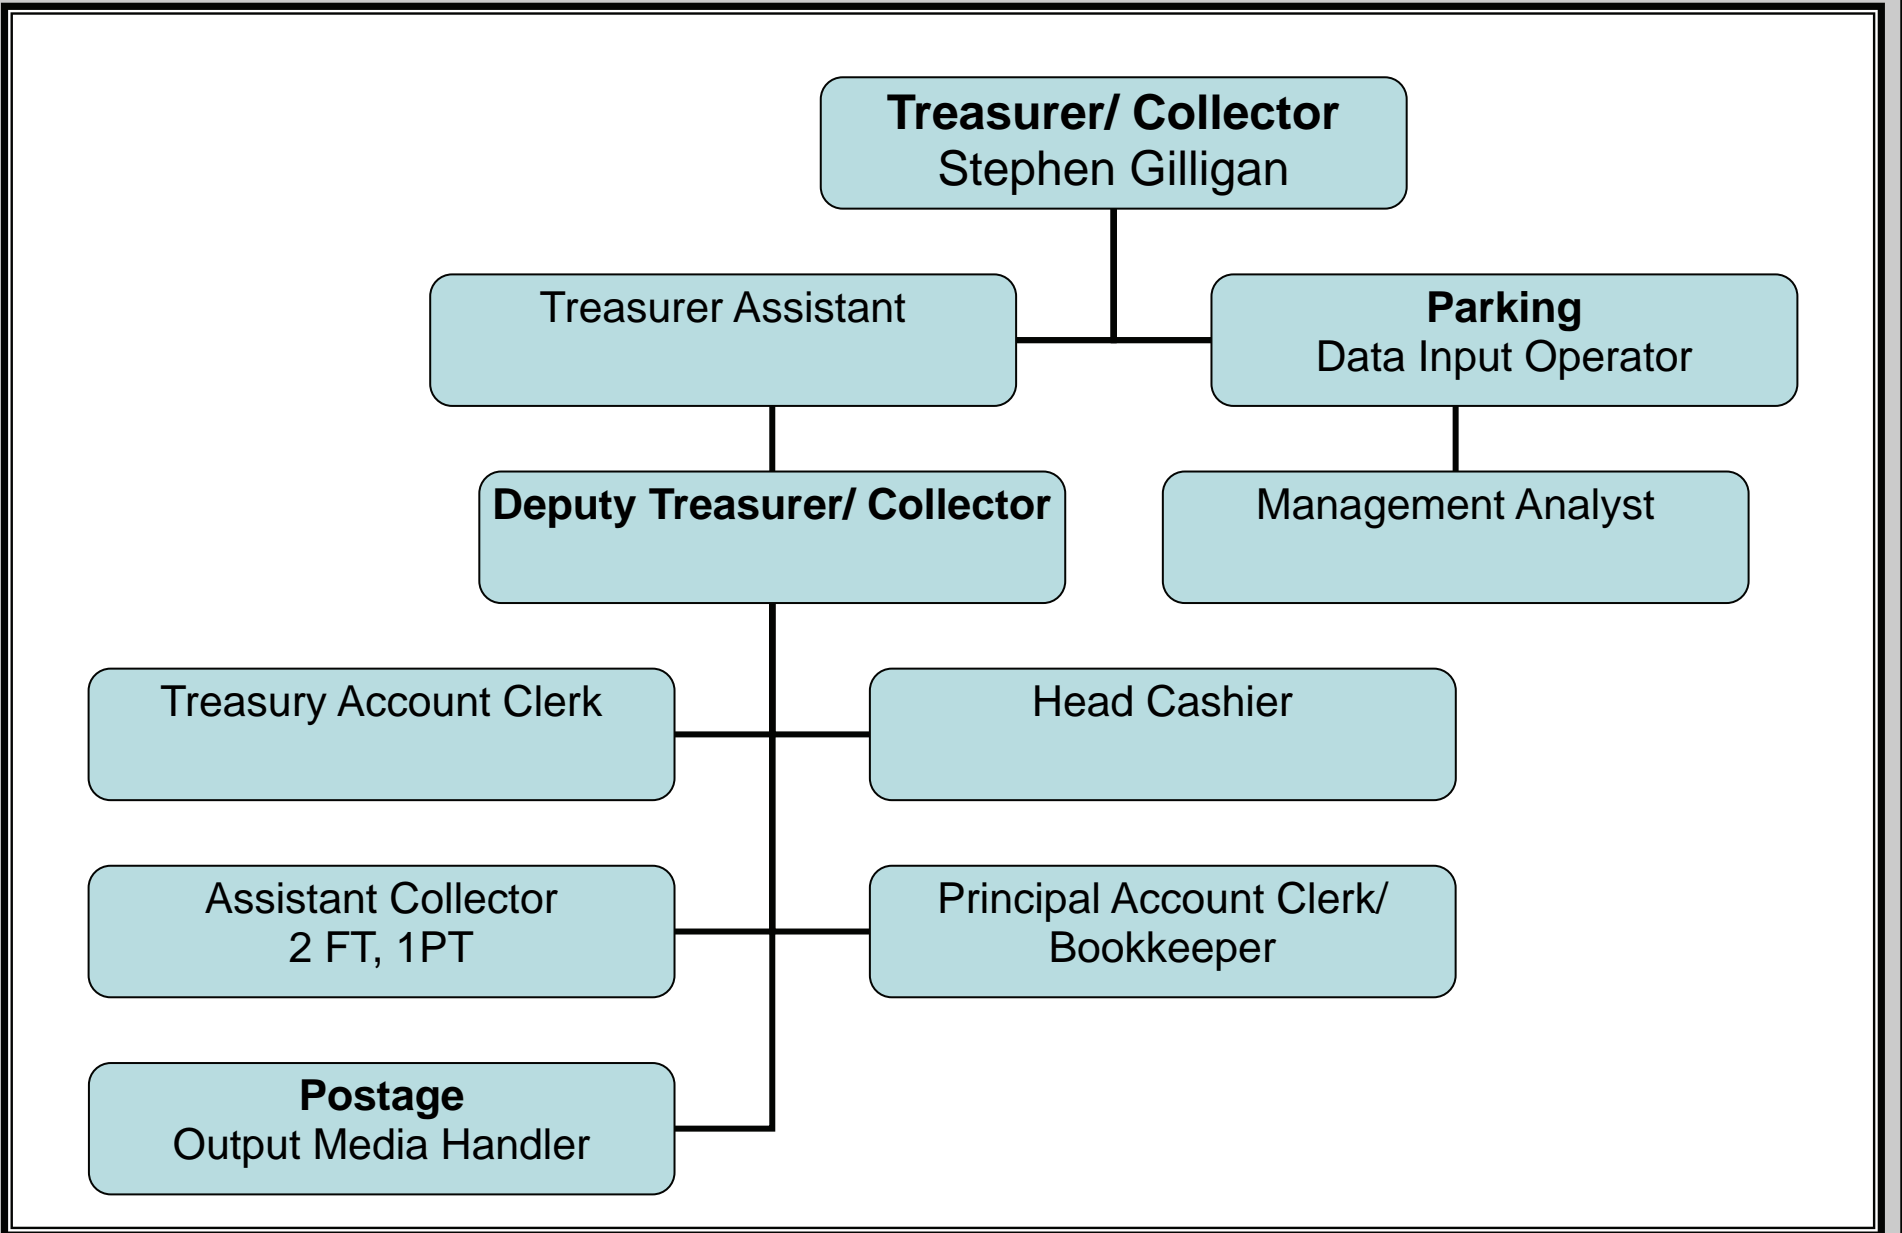 Treasurer/ Collector
Stephen Gilligan
Treasurer Assistant
Parking
Data Input Operator
Deputy Treasurer/ Collector
Management Analyst
Treasury Account Clerk
Head Cashier
Assistant Collector
2 FT, 1PT
Principal Account Clerk/
Bookkeeper
Postage
Output Media Handler